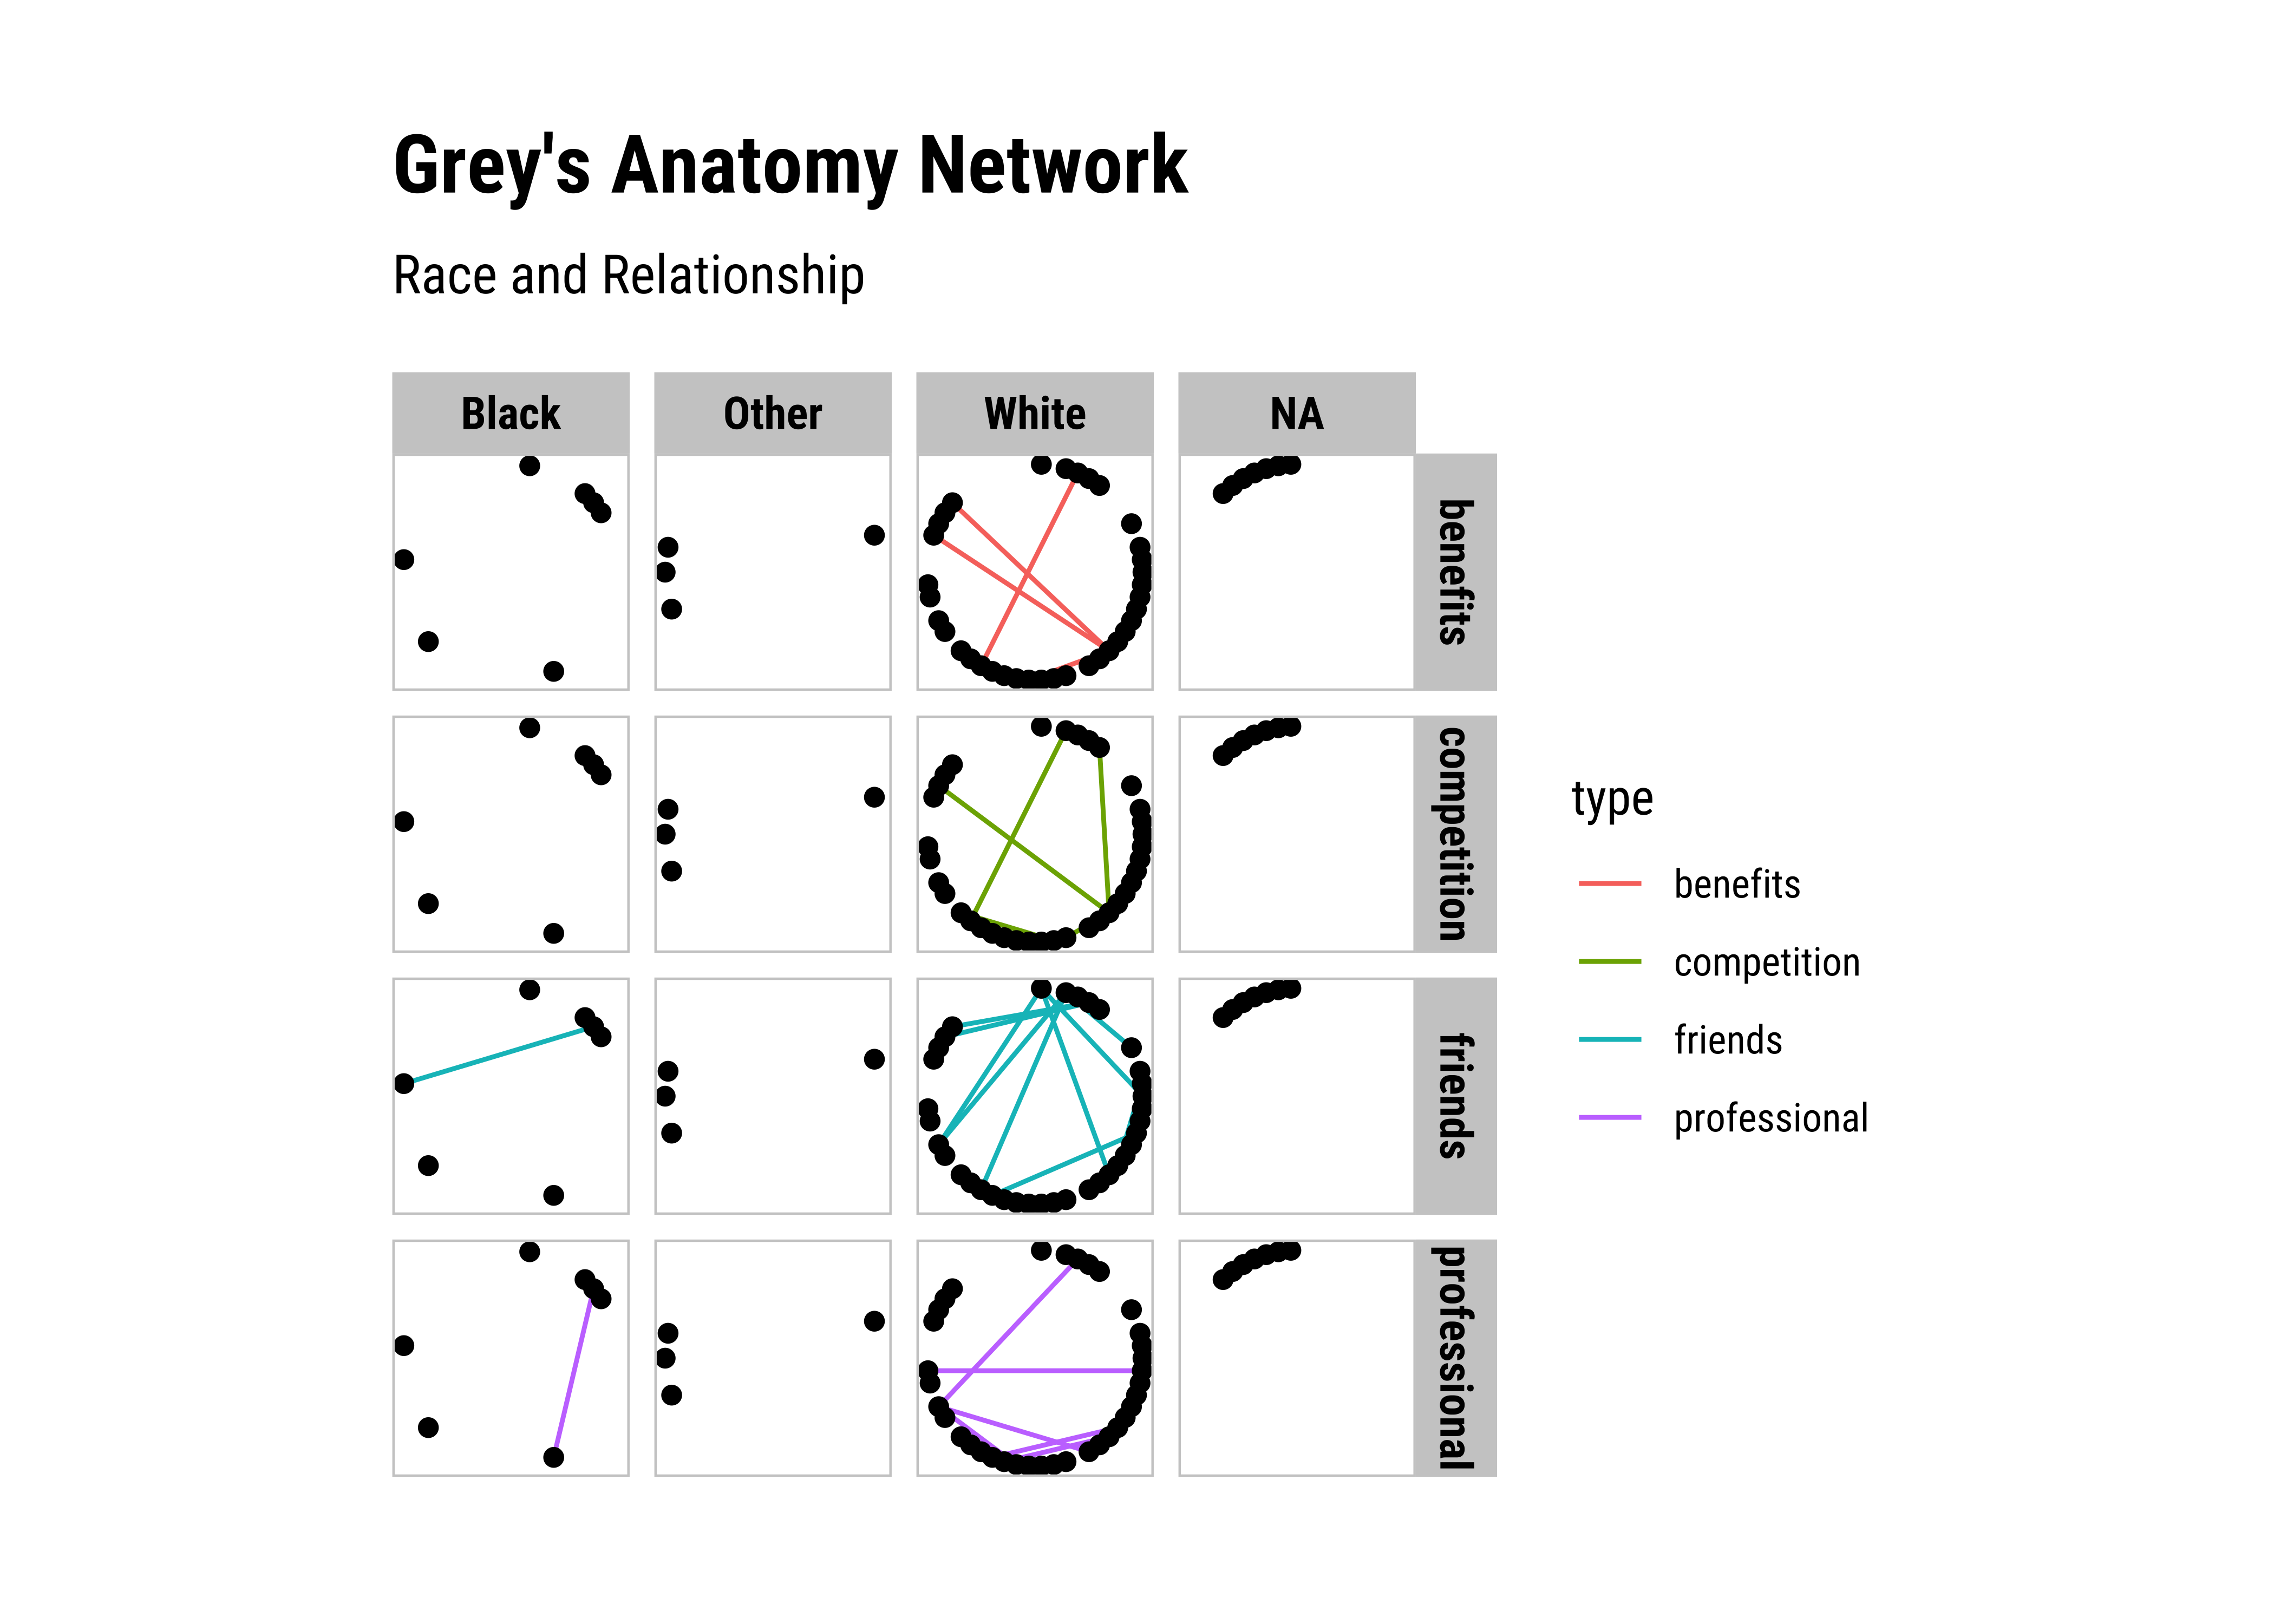 Grey's Anatomy Network
Race and Relationship
Black
Other
White
NA
benefits
competition
friends
professional
type
benefits
competition
friends
professional